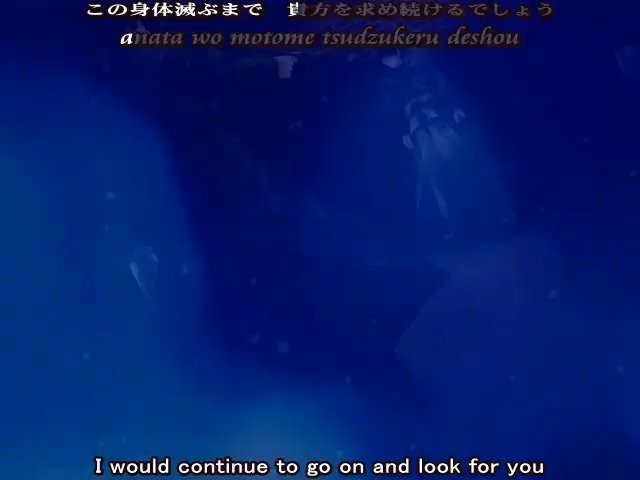 この身体滅ぶまで 貴方を求め続けるでしょう
anata wo motome tsudzukeru deshou
I would continue to go on and look for you